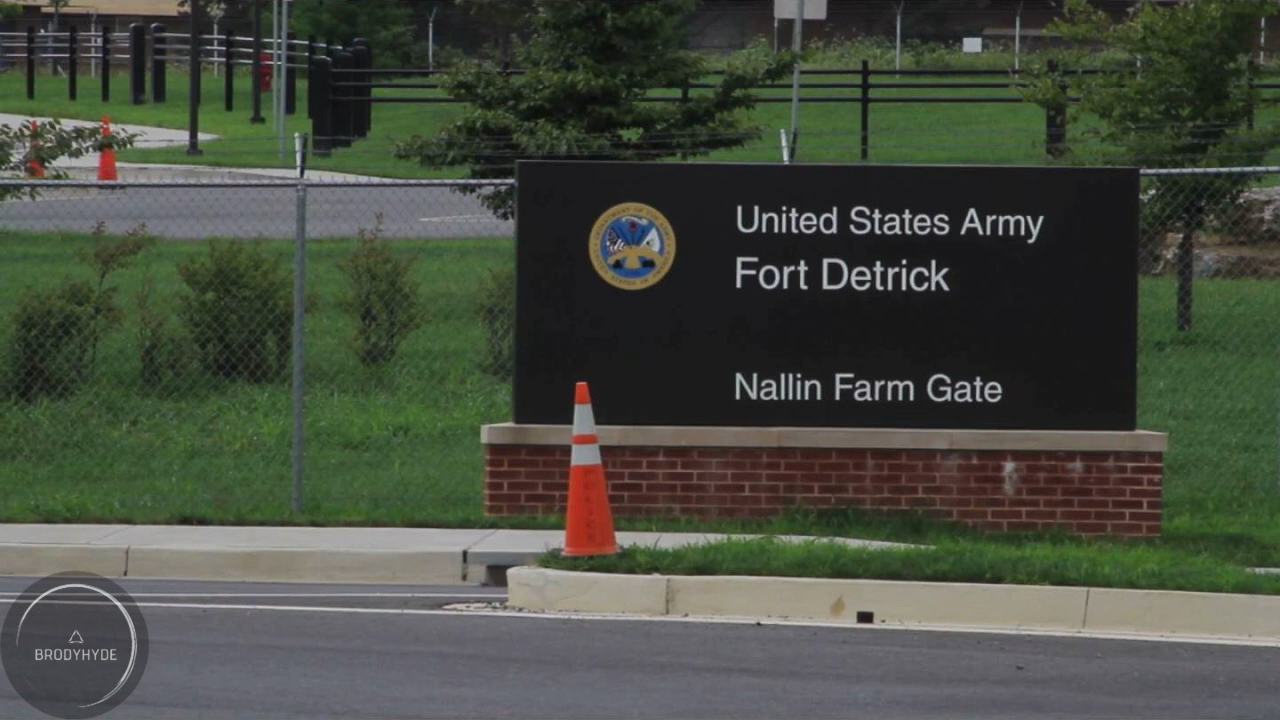 United States Army
Fort Detrick
Nallin Farm Gate
BRODYHYDE